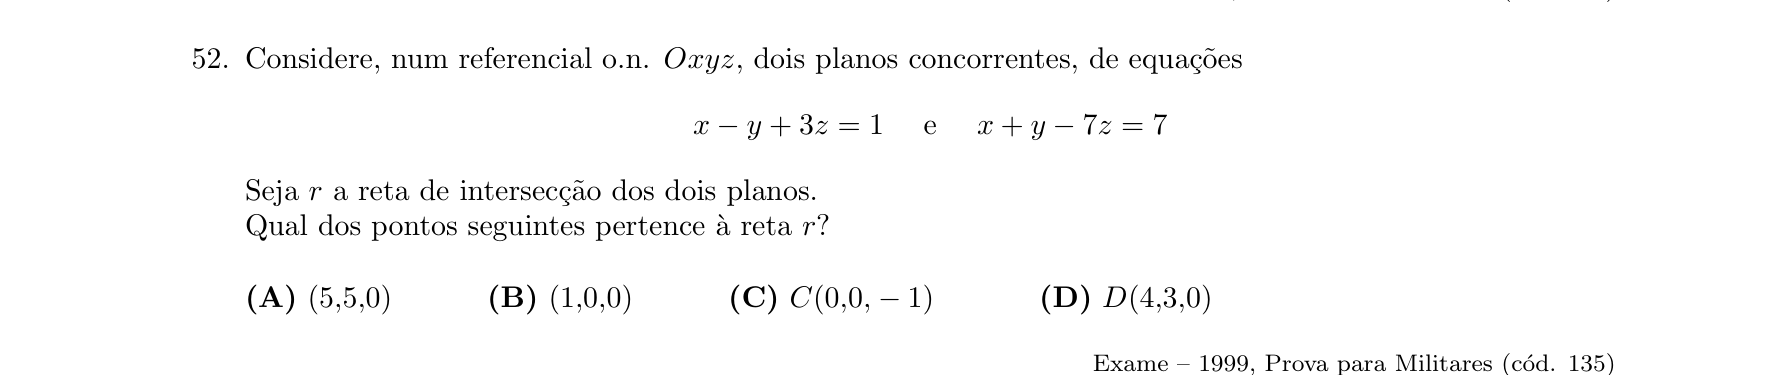 52. Considere, num referencial o.n. Oxyz, dois planos concorrentes, de equações
x − y + 3z = 1 e x + y − 7z = 7
Seja r a reta de intersecção dos dois planos.
Qual dos pontos seguintes pertence à reta r?
(A) (5,5,0) (B) (1,0,0) (C) C(0,0, − 1) (D) D(4,3,0)
Exame – 1999, Prova para Militares (cód. 135)